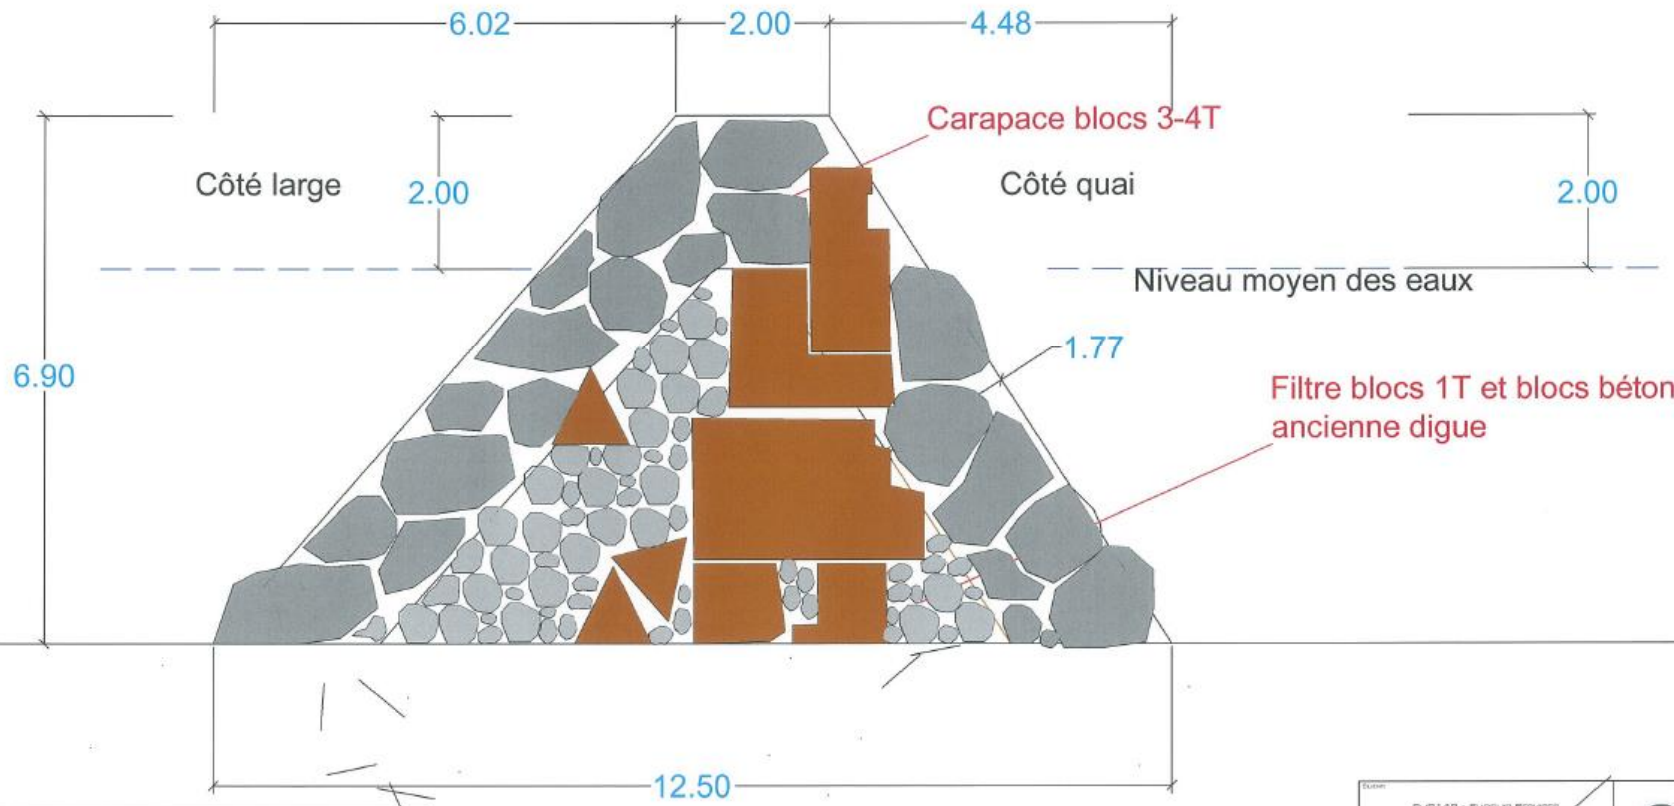 6.02
2.00
4.48
Carapace blocs 3-4T
Côté large
2.00
Côté quai
2.00
Niveau moyen des eaux
1.77
6.90
Filtre blocs 1T et blocs béton
ancienne digue
12.50